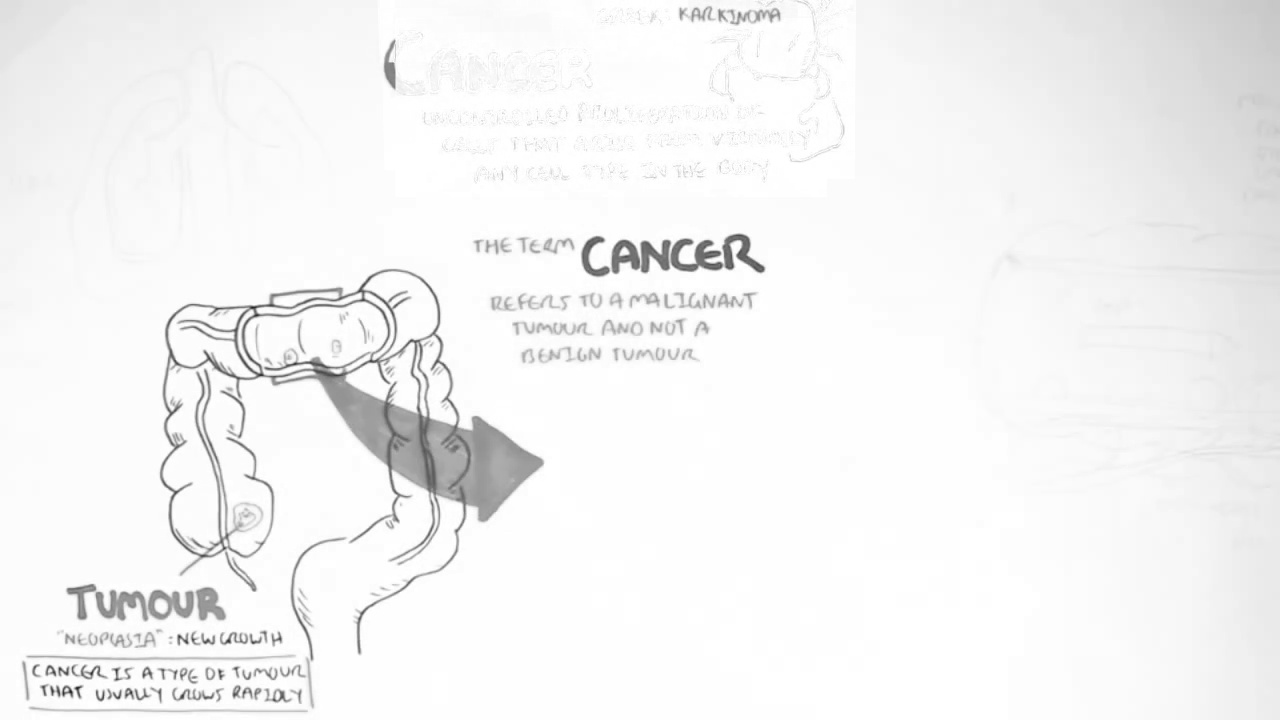 GREEK: KARKINOMA
CANCER
UNCONTROLLED PROLIFERATION OF
CELLS THAT ARISE FROM VIRTUALLY
ANY CELL TYPE IN THE BODY
THE TERM CANCER
REFERS TO A MALIGNANT
TUMOUR AND NOT A
BENIGN TUMOUR
TUMOUR
"NEOPLASIA" : NEW GROWTH
CANCER IS A TYPE OF TUMOUR
THAT USUALLY GROWS RAPIDLY